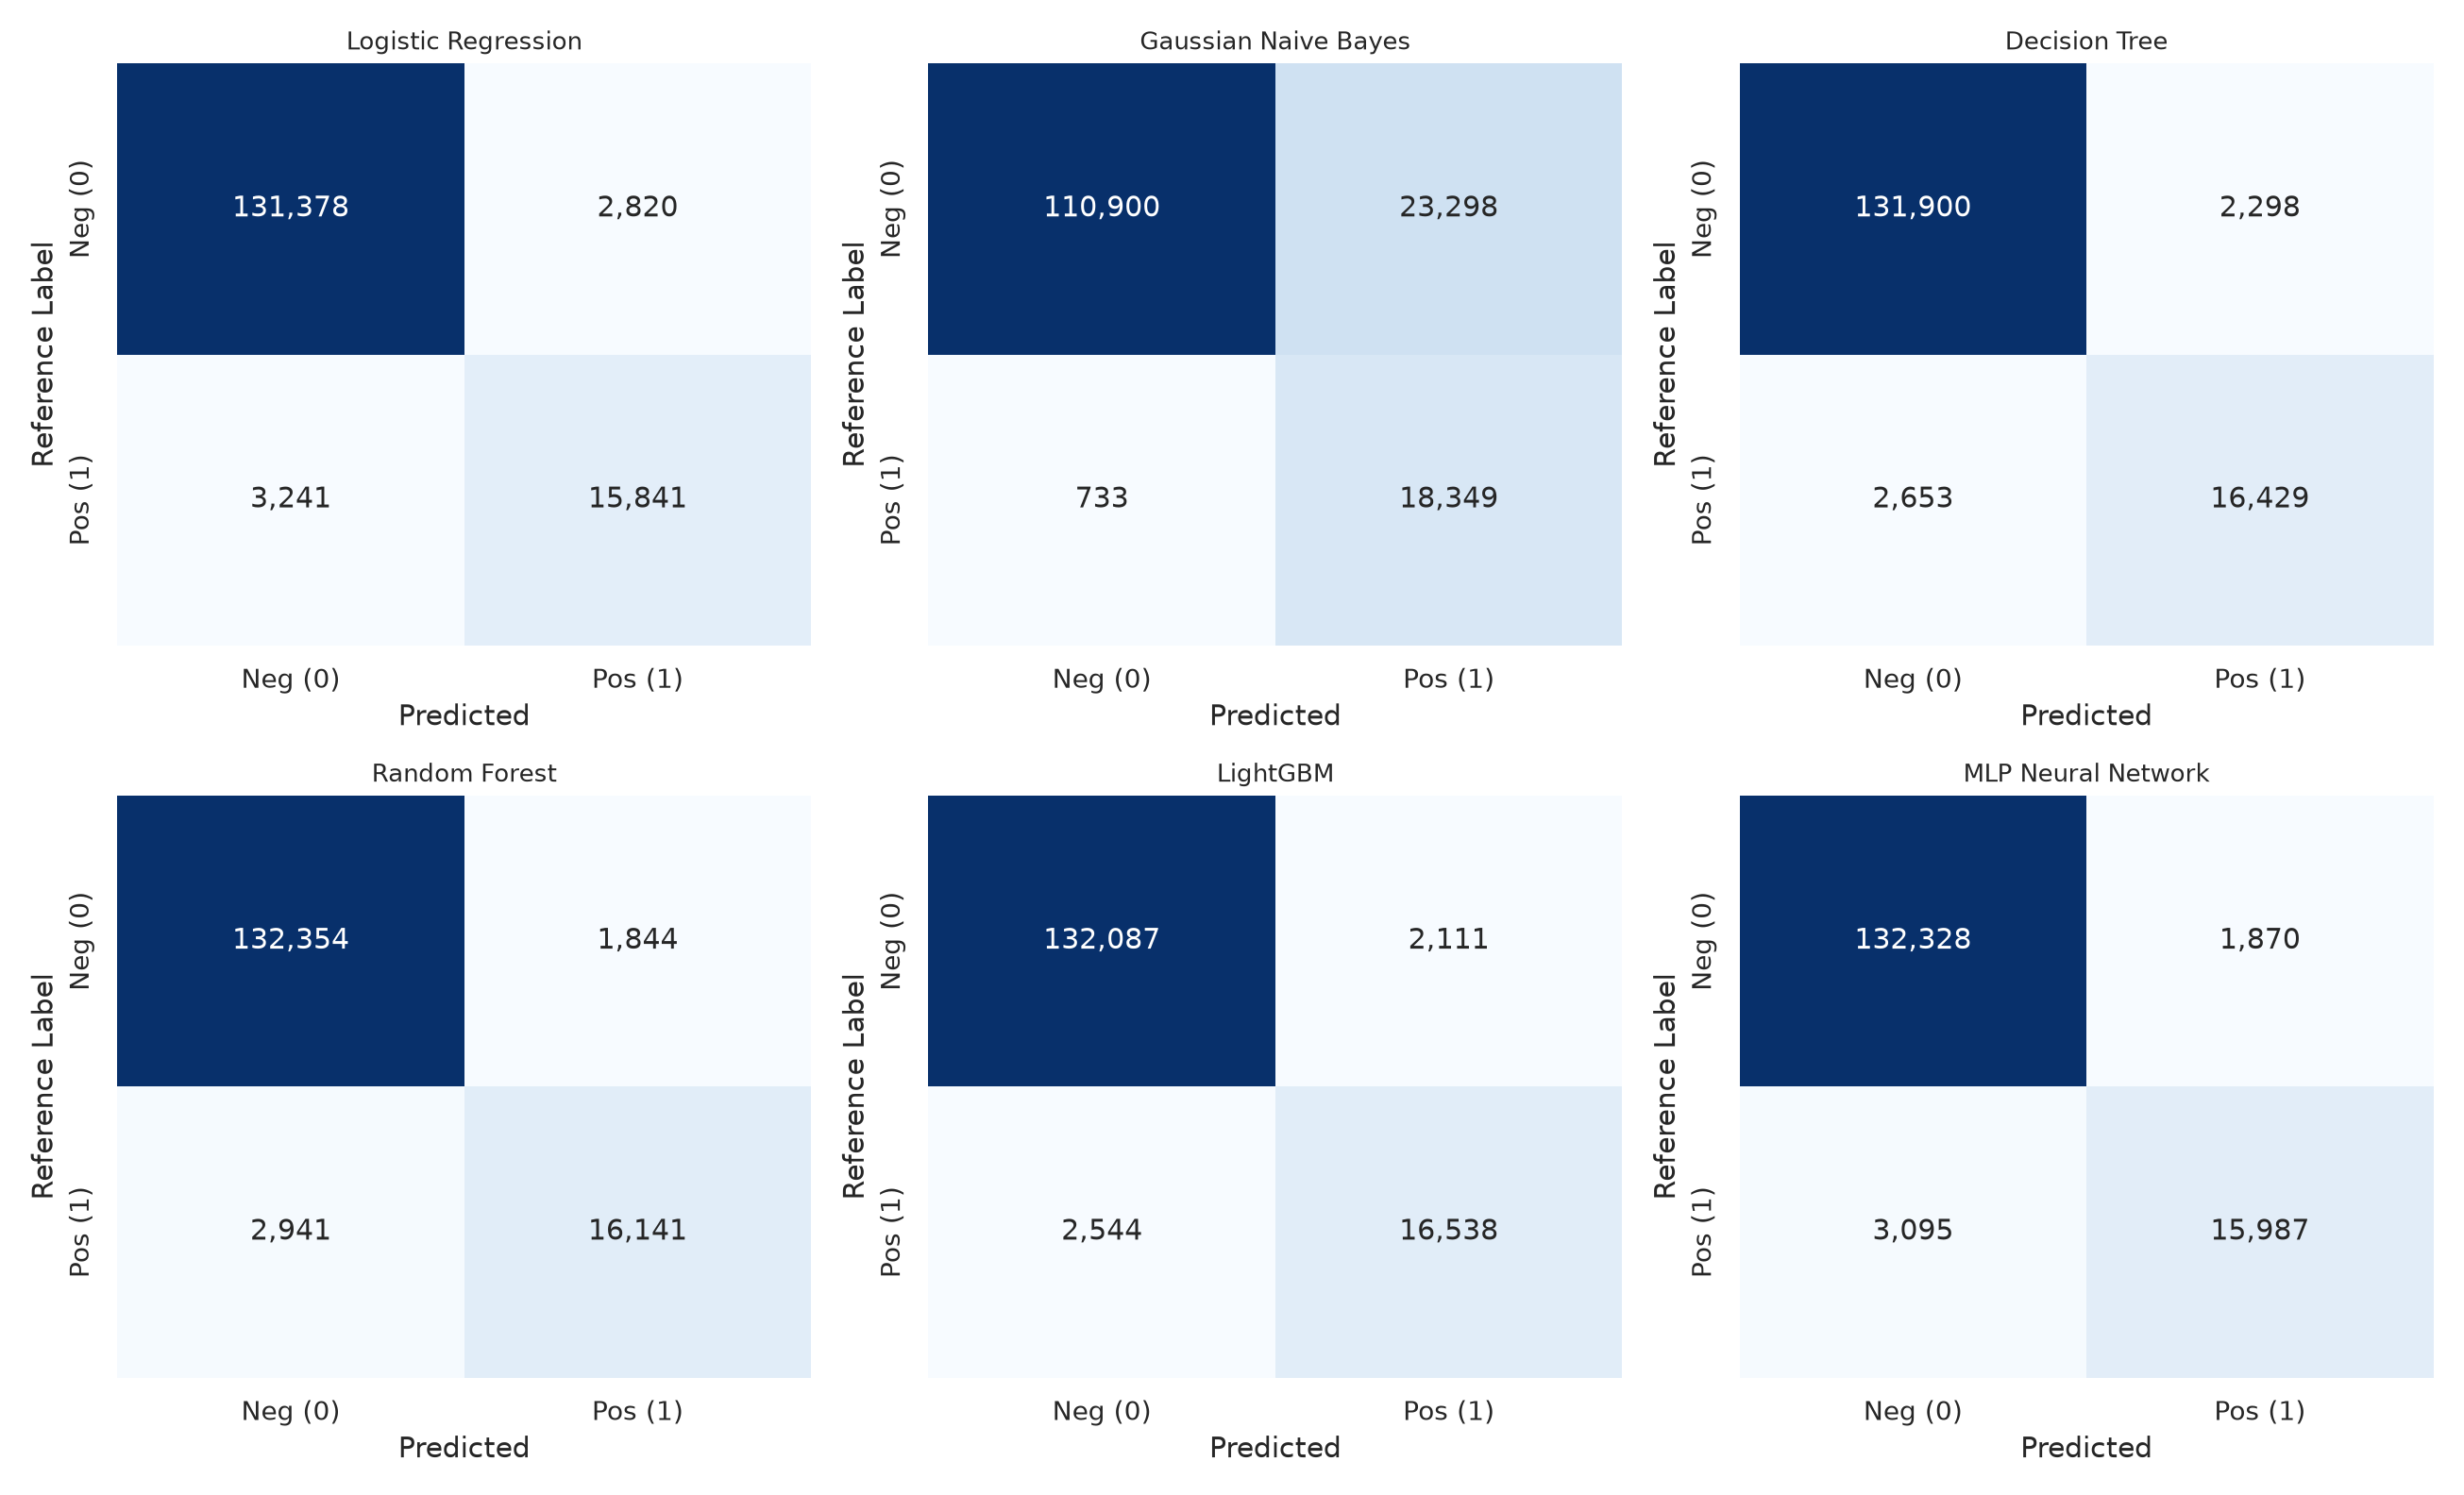 Logistic Regression
Reference Label
Neg (0)
131,378
2,820
Pos (1)
3,241
15,841
Neg (0)
Pos (1)
Predicted
Gaussian Naive Bayes
Reference Label
Neg (0)
110,900
23,298
Pos (1)
733
18,349
Neg (0)
Pos (1)
Predicted
Decision Tree
Reference Label
Neg (0)
131,900
2,298
Pos (1)
2,653
16,429
Neg (0)
Pos (1)
Predicted
Random Forest
Reference Label
Neg (0)
132,354
1,844
Pos (1)
2,941
16,141
Neg (0)
Pos (1)
Predicted
LightGBM
Reference Label
Neg (0)
132,087
2,111
Pos (1)
2,544
16,538
Neg (0)
Pos (1)
Predicted
MLP Neural Network
Reference Label
Neg (0)
132,328
1,870
Pos (1)
3,095
15,987
Neg (0)
Pos (1)
Predicted